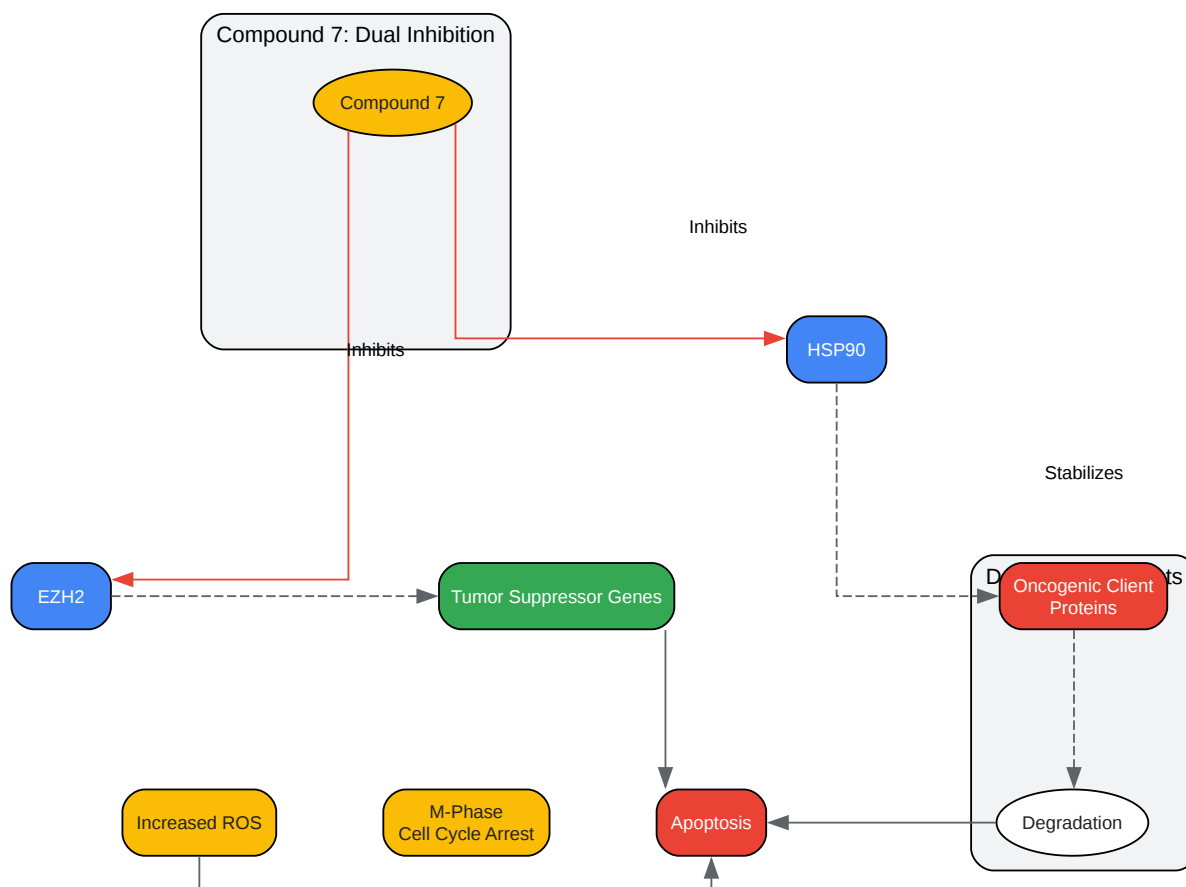 Compound 7: Dual Inhibition
Compound 7
Inhibits
HSP90
Inhibits
Stabilizes
EZH2
Tumor Suppressor Genes
Oncogenic Client
Proteins
Increased ROS
M-Phase
Cell Cycle Arrest
Apoptosis
Degradation